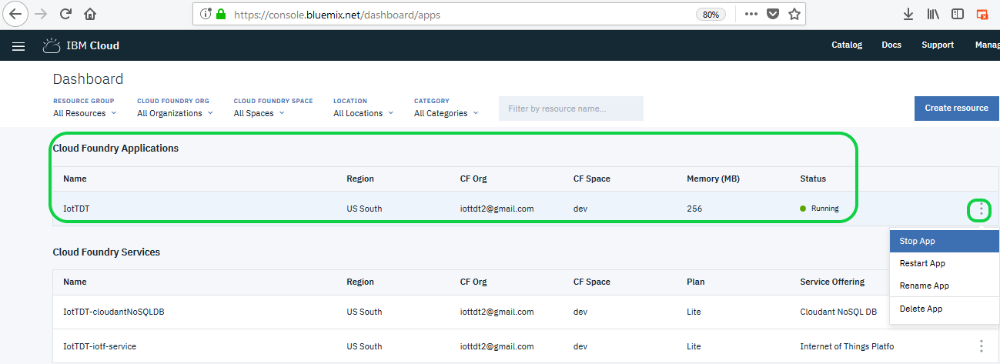 https://console.bluemix.net/dashboard/apps 80%
IBM Cloud Catalog Docs Support Manag
Dashboard
RESOURCE GROUP CLOUD FOUNDRY ORG CLOUD FOUNDRY SPACE LOCATION CATEGORY
All Resources All Organizations All Spaces All Locations All Categories Filter by resource name... Create resource
Cloud Foundry Applications
Name Region CF Org CF Space Memory (MB) Status
IotTDT US South iottdt2@gmail.com dev 256 Running
Stop App
Restart App
Rename App
Delete App
Cloud Foundry Services
Name Region CF Org CF Space Plan Service Offering
IotTDT-cloudantNoSQLDB US South iottdt2@gmail.com dev Lite Cloudant NoSQL DB
IotTDT-iotf-service US South iottdt2@gmail.com dev Lite Internet of Things Platfo